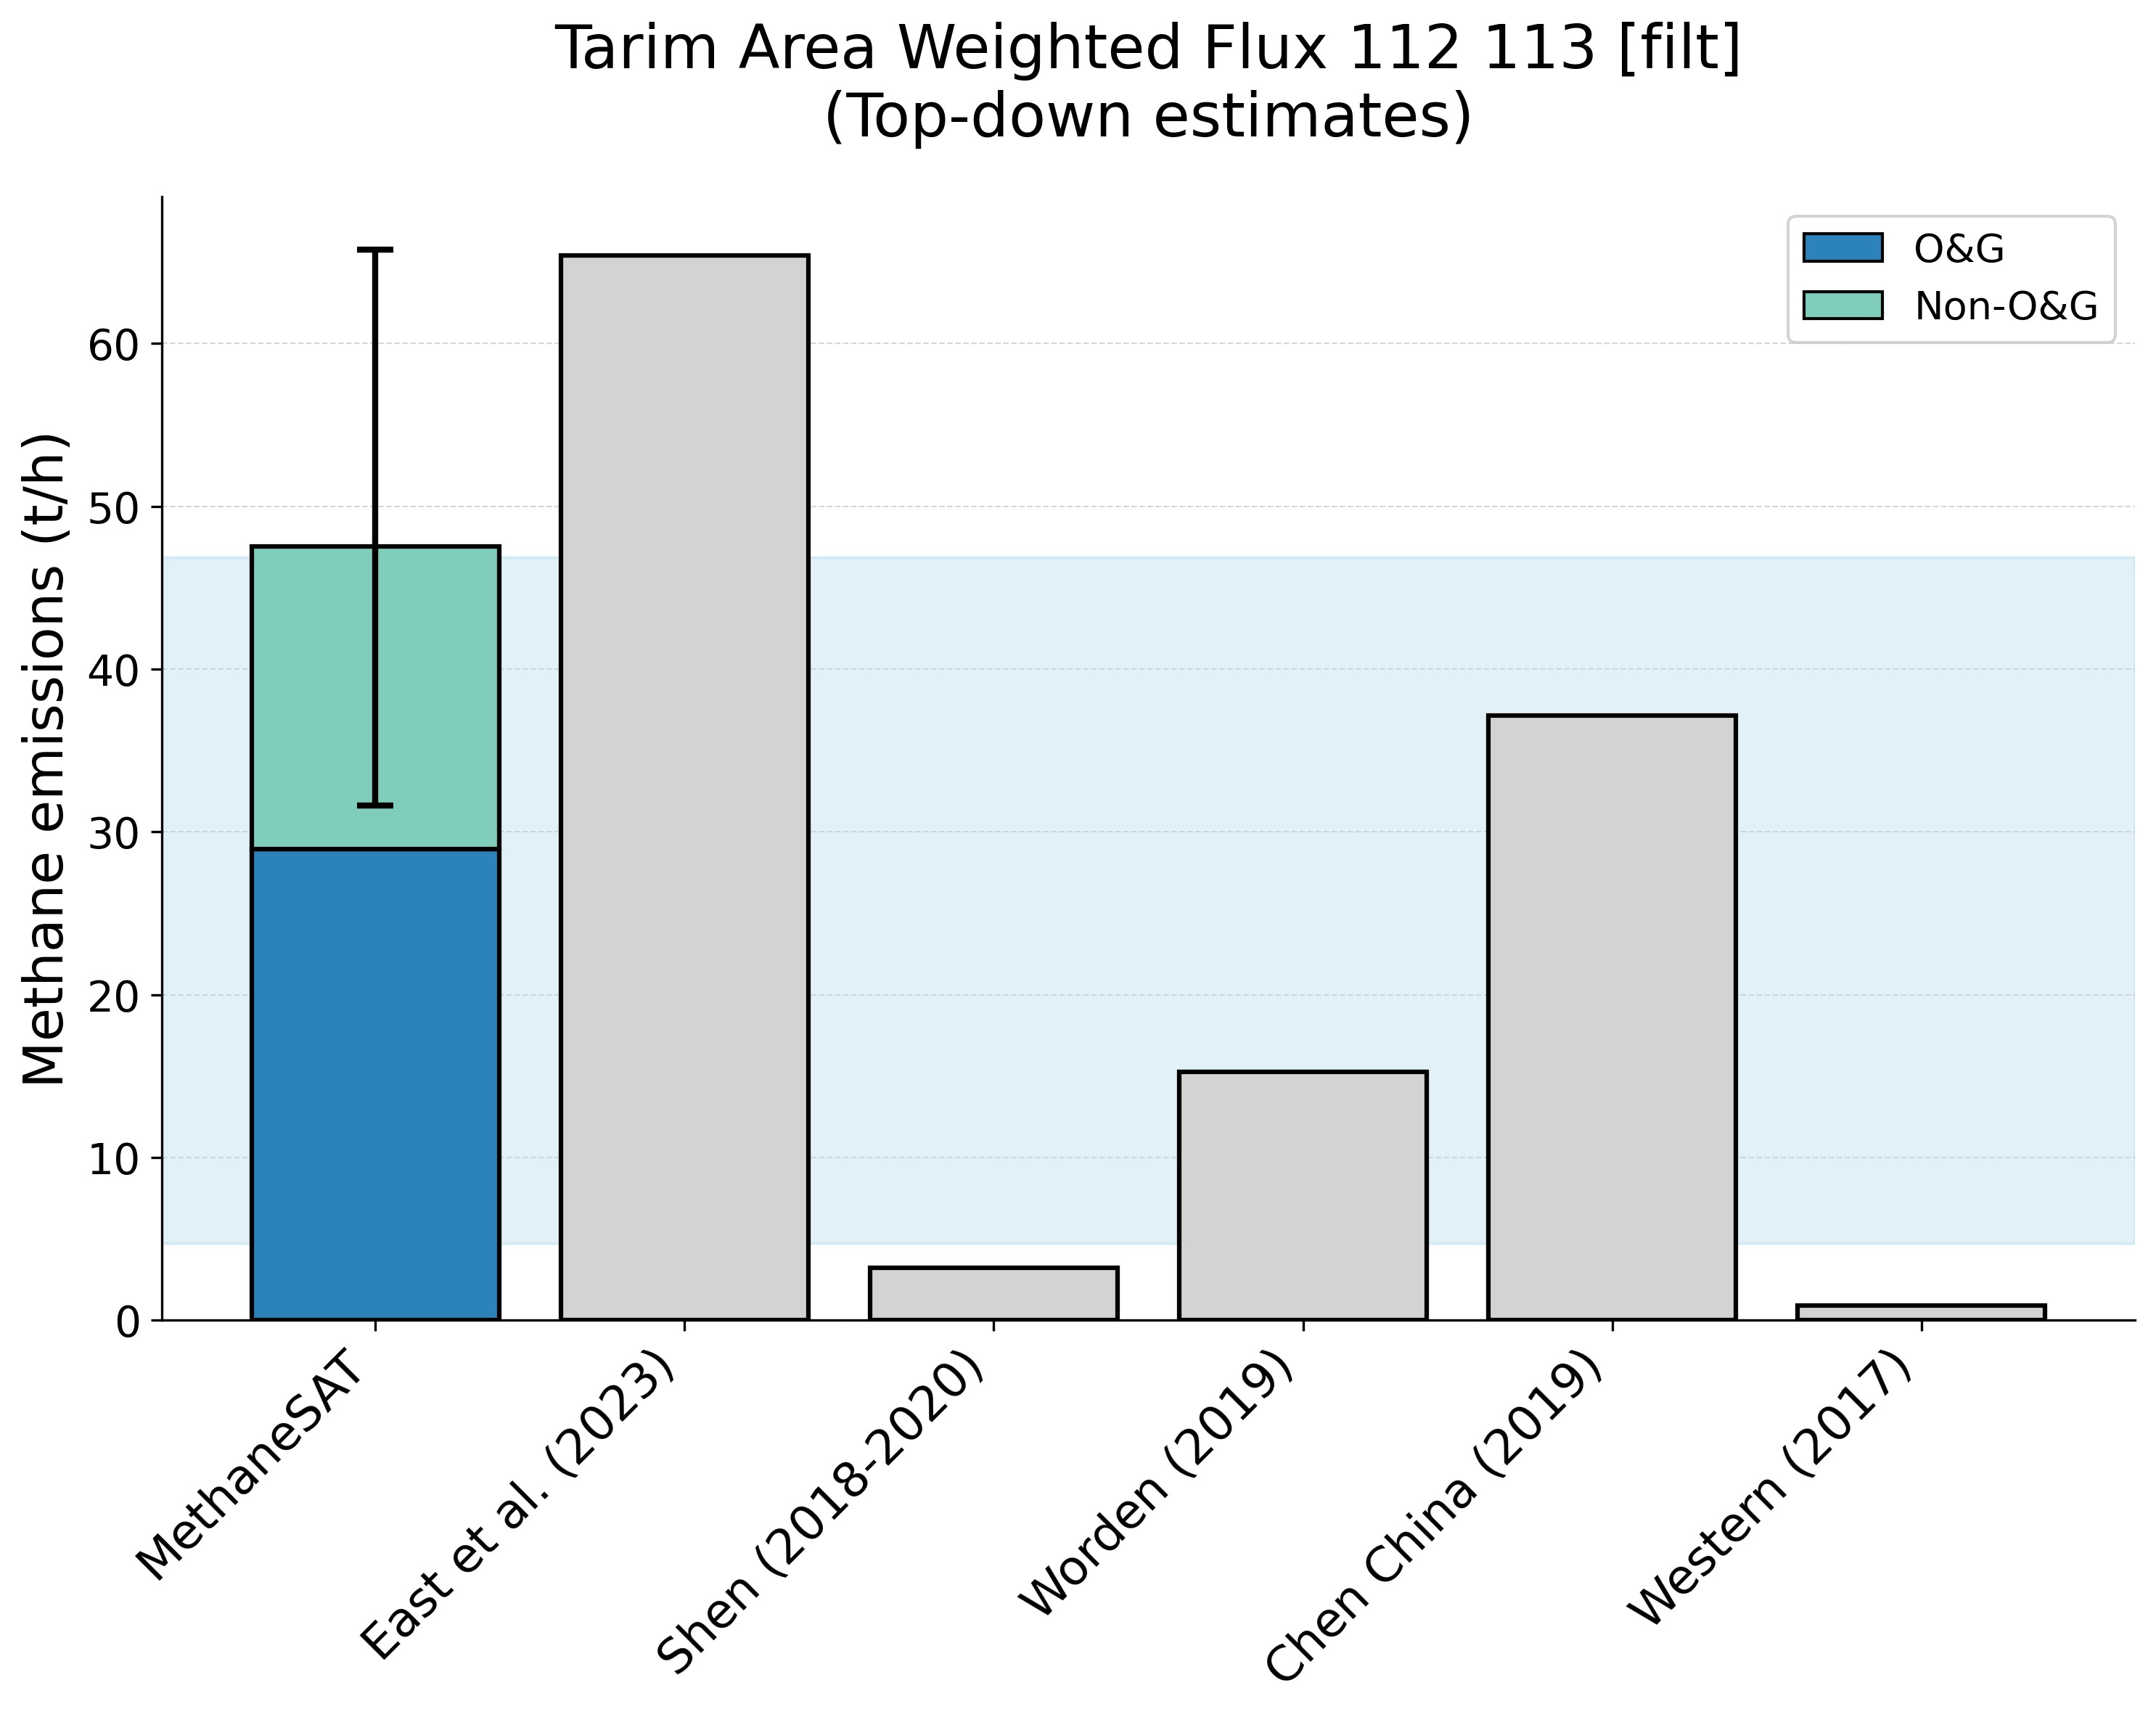 Tarim Area Weighted Flux 112 113 [filt]
(Top-down estimates)
O&G
Non-O&G
Methane emissions (t/h)
60
50
40
30
20
10
0
MethaneSAT
East et al. (2023)
Shen (2018-2020)
Worden (2019)
Chen China (2019)
Western (2017)